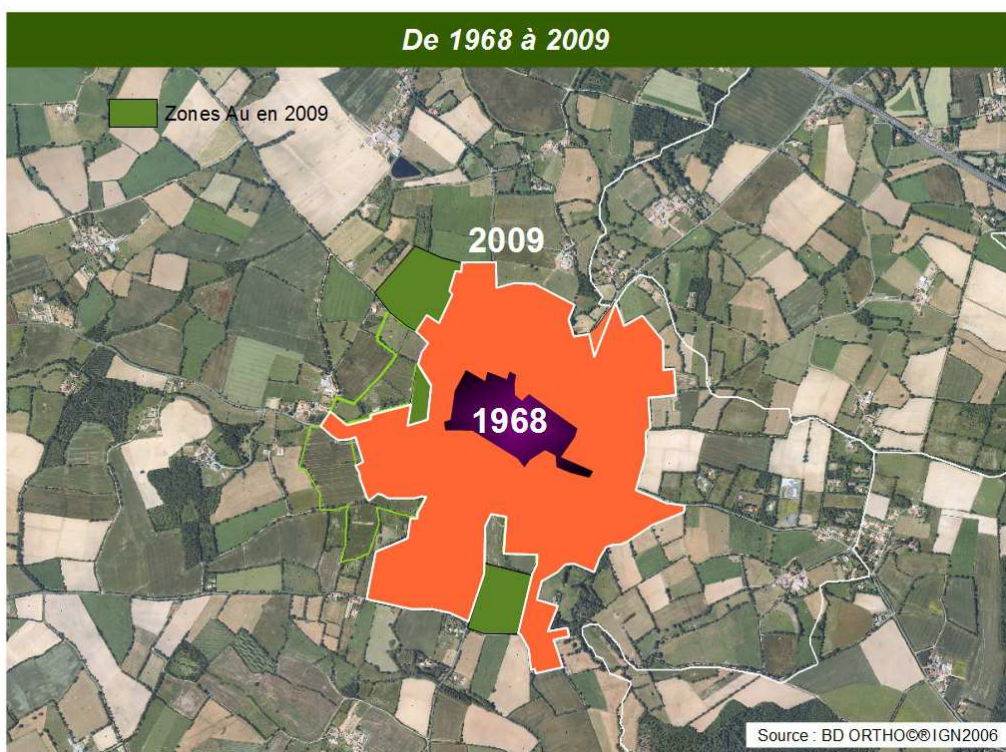 De 1968 à 2009
Zones Au en 2009
2009
1968
Source : BD ORTHO©®IGN2006